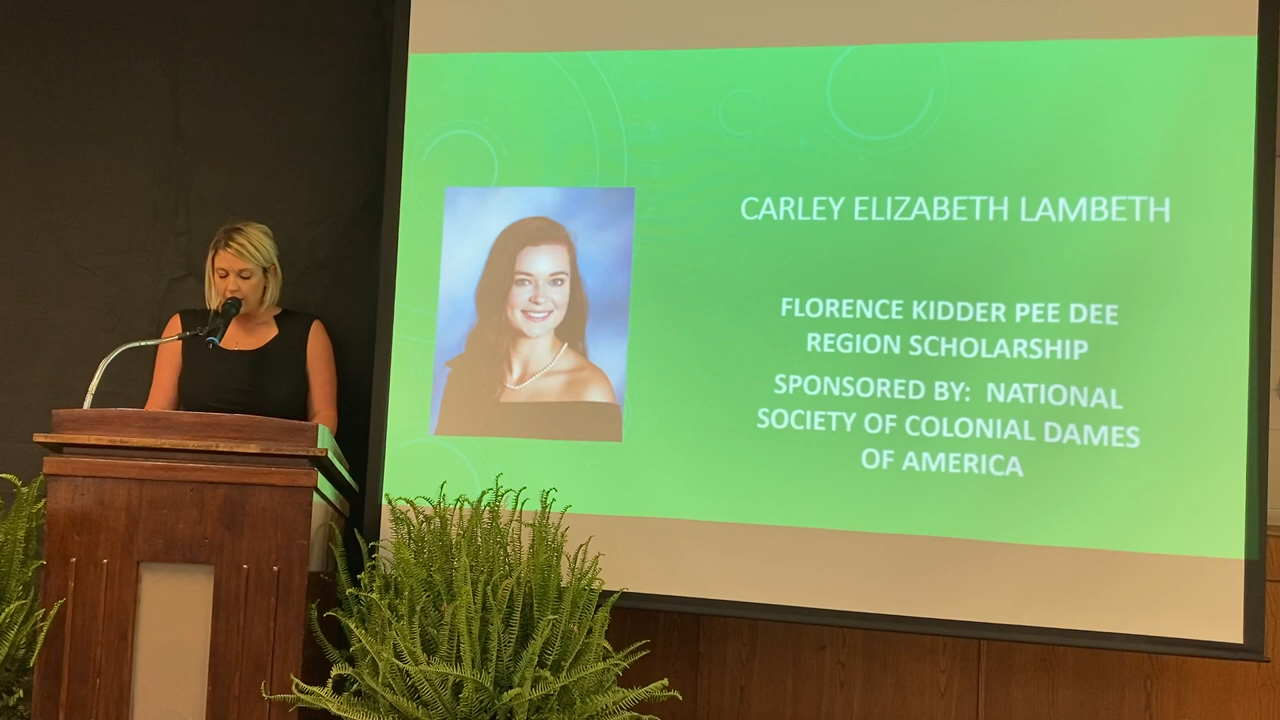 CARLEY ELIZABETH LAMBETH
FLORENCE KIDDER PEE DEE
REGION SCHOLARSHIP
SPONSORED BY: NATIONAL
SOCIETY OF COLONIAL DAMES
OF AMERICA